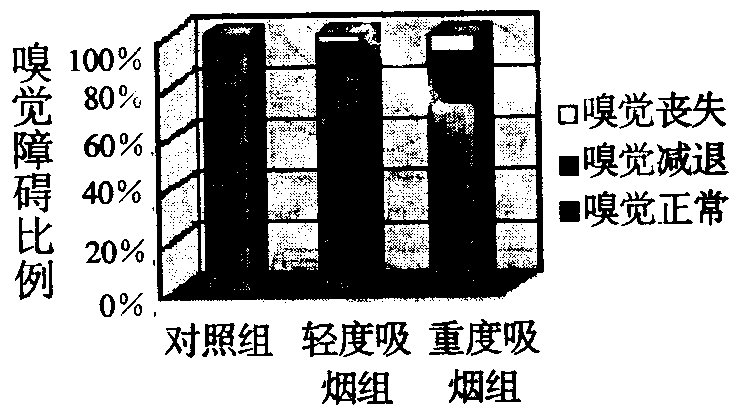 嗅觉障碍比例
100%
80%
60%
40%
20%
0%
对照组
轻度吸
烟组
重度吸
烟组
嗅觉丧失
嗅觉减退
嗅觉正常